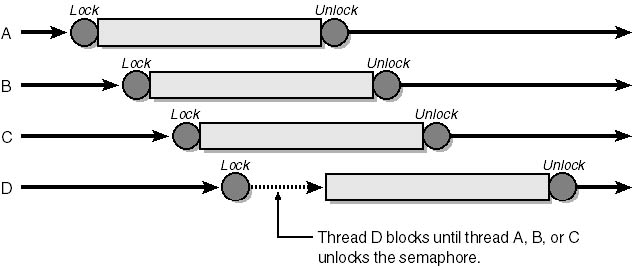 Lock
Unlock
A
Lock
Unlock
B
Lock
Unlock
C
Lock
Unlock
D
Thread D blocks until thread A, B, or C
unlocks the semaphore.